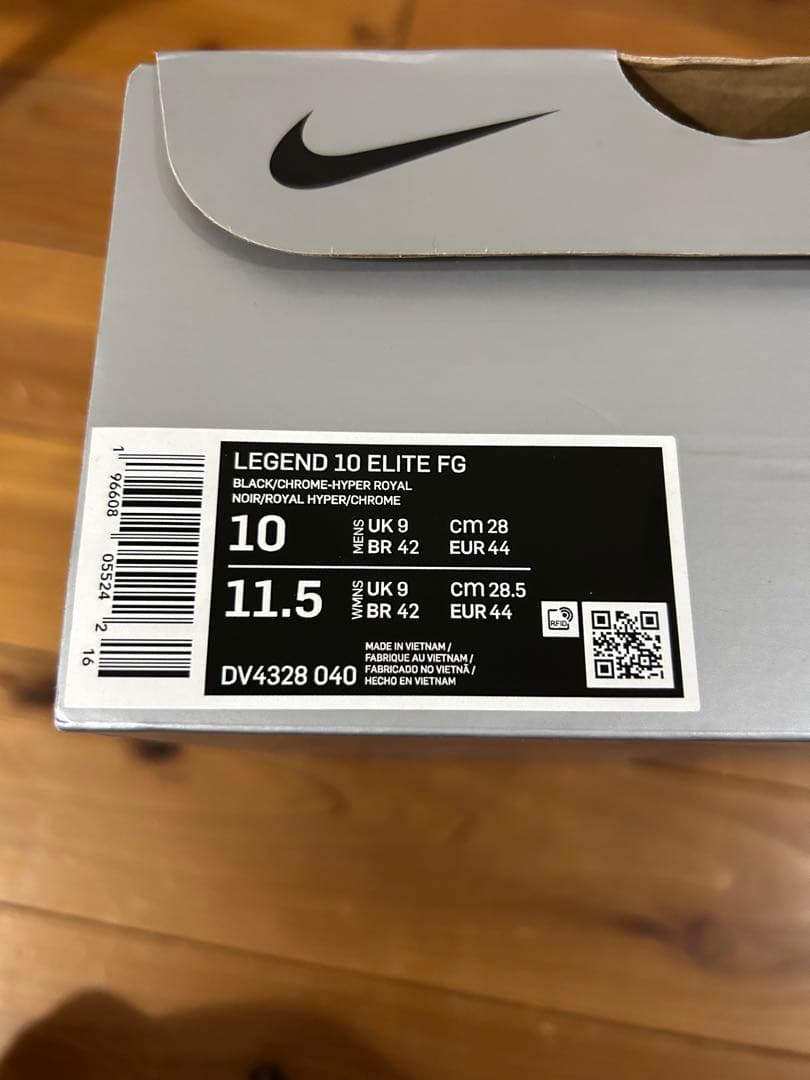 LEGEND 10 ELITE FG
BLACK/CHROME-HYPER ROYAL
NOIR/ROYAL HYPER/CHROME
10 MENS UK 9 cm 28
BR 42 EUR 44
11.5 WMNS UK 9 cm 28.5
BR 42 EUR 44
RFID
DV4328 040
MADE IN VIETNAM /
FABRIQUE AU VIETNAM /
FABRICADO NO VIETNÃ /
HECHO EN VIETNAM
1 96608 05524 2 16